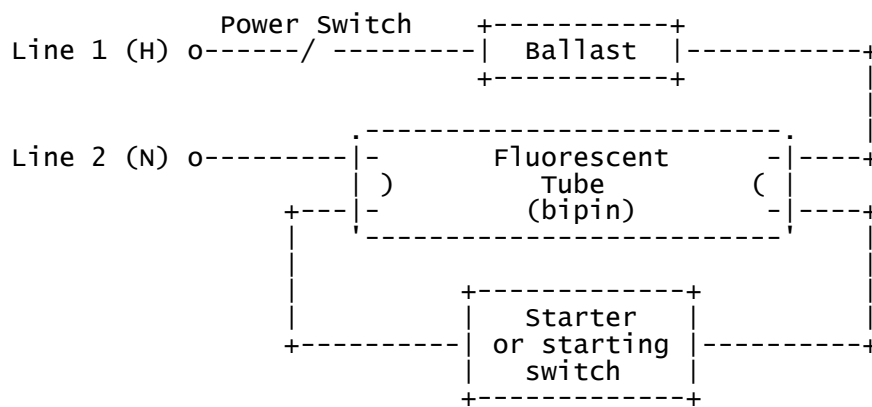 Power Switch
Line 1 (H)
Ballast
Line 2 (N)
Fluorescent
Tube
(bipin)
Starter
or starting
switch